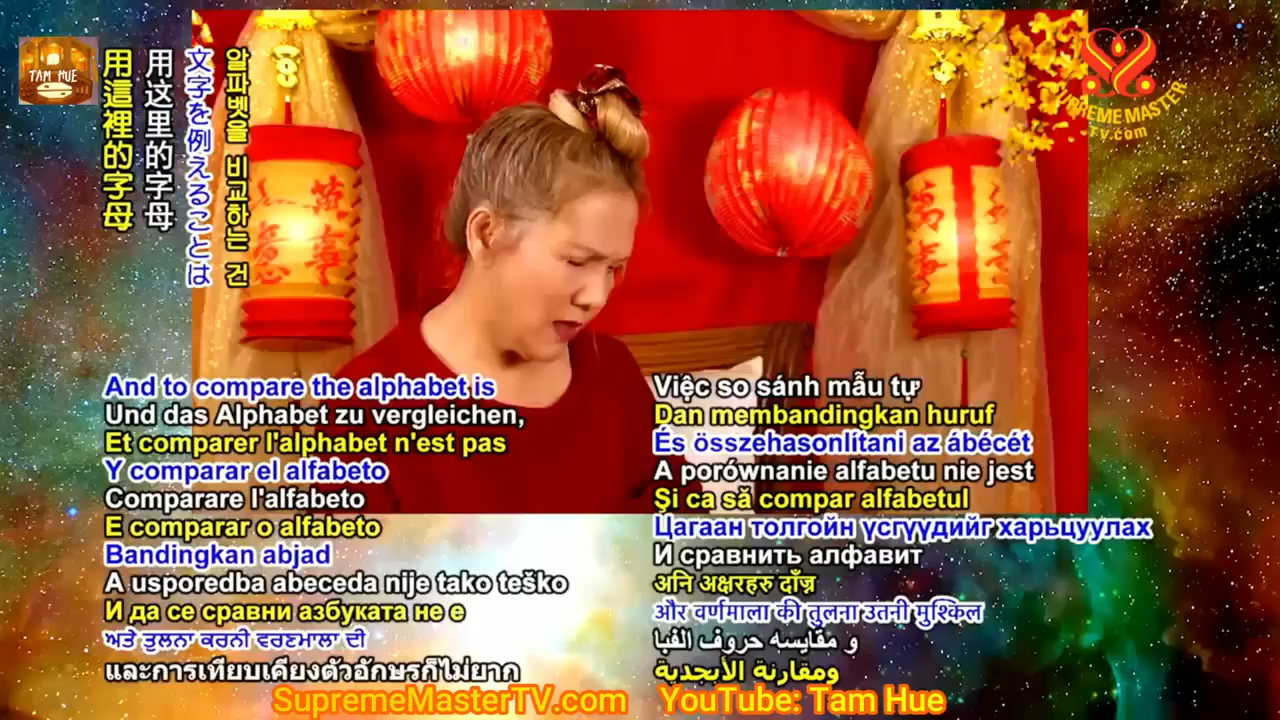 TAM HUE
SUPREME MASTER
TV.com
用這裡的字母
用这里的字母
文字を例えることは
알파벳을 비교하는 건
And to compare the alphabet is
Und das Alphabet zu vergleichen,
Et comparer l'alphabet n'est pas
Y comparar el alfabeto
Comparare l'alfabeto
E comparar o alfabeto
Bandingkan abjad
A usporedba abeceda nije tako teško
И да се сравни азбуката не е
ਅਤੇ ਤੁਲਨਾ ਕਰਨੀ ਵਰਣਮਾਲਾ ਦੀ
และการเทียบเคียงตัวอักษรก็ไม่ยาก
Việc so sánh mẫu tự
Dan membandingkan huruf
És összehasonlítani az ábécét
A porównanie alfabetu nie jest
Şi ca să compar alfabetul
Цагаан толгойн үсгүүдийг харьцуулах
И сравнить алфавит
अनि अक्षरहरु दाँज्न
और वर्णमाला की तुलना उतनी मुश्किल
و مقایسه حروف الفبا
ومقارنة الأبجدية
SupremeMasterTV.com YouTube: Tam Hue